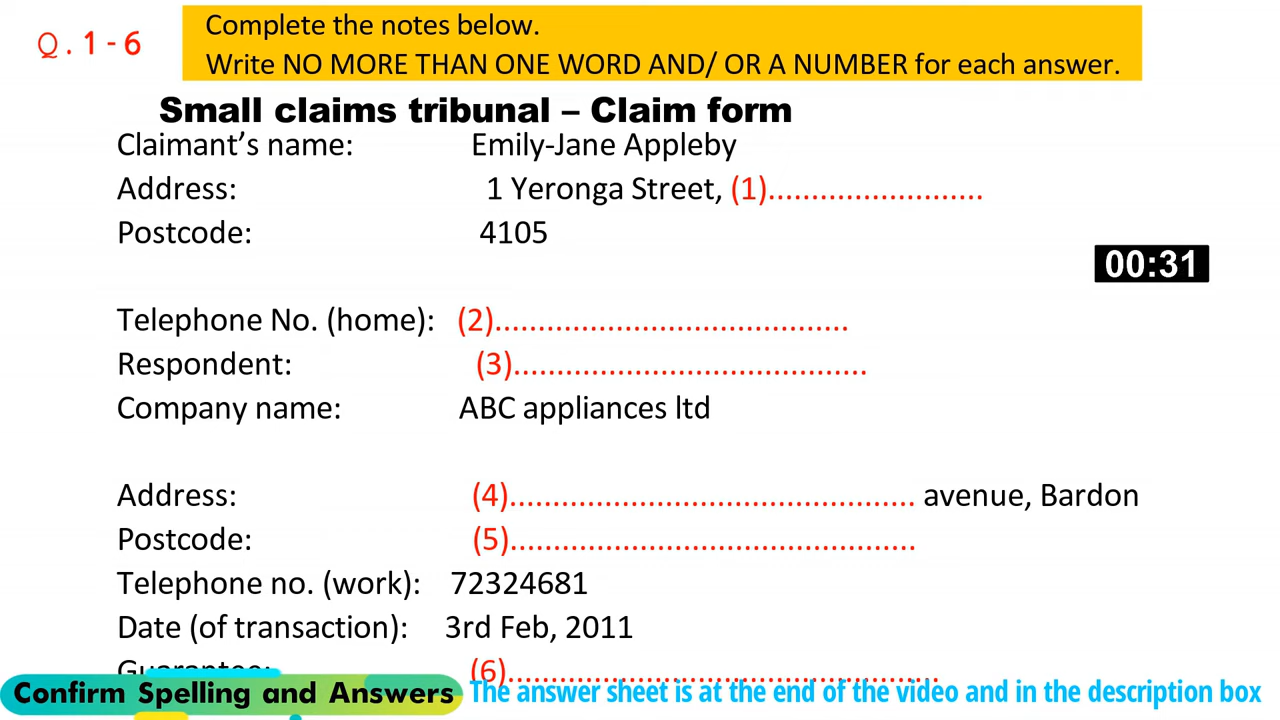 Q. 1 - 6
Complete the notes below.
Write NO MORE THAN ONE WORD AND/ OR A NUMBER for each answer.
Small claims tribunal – Claim form
Claimant’s name: Emily-Jane Appleby
Address: 1 Yeronga Street, (1)........................
Postcode: 4105
00:31
Telephone No. (home): (2)........................................
Respondent: (3)........................................
Company name: ABC appliances ltd
Address: (4).............................................. avenue, Bardon
Postcode: (5)..............................................
Telephone no. (work): 72324681
Date (of transaction): 3rd Feb, 2011
Guarantee: (6).................................................
Confirm Spelling and Answers The answer sheet is at the end of the video and in the description box